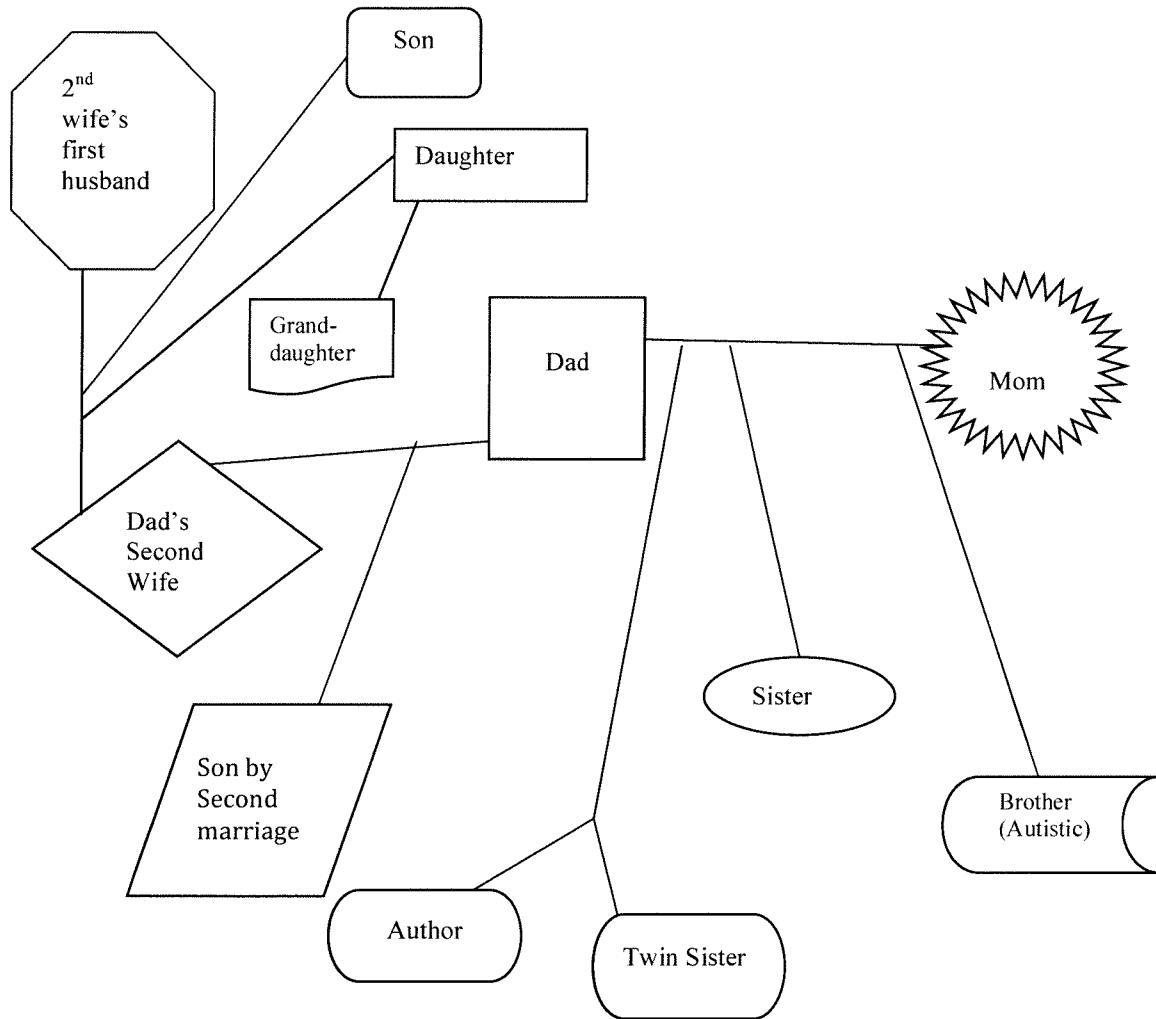 Son
2nd
wife's
first
husband
Daughter
Grand-
daughter
Dad
Mom
Dad's
Second
Wife
Sister
Son by
Second
marriage
Brother
(Autistic)
Author
Twin Sister